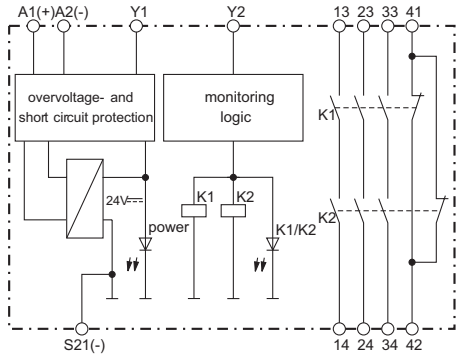 A1(+) A2(-) Y1 Y2 13 23 33 41
overvoltage- and
short circuit protection
monitoring
logic
K1
24V
K1 K2
power
K1/K2
K2
S21(-)
14 24 34 42